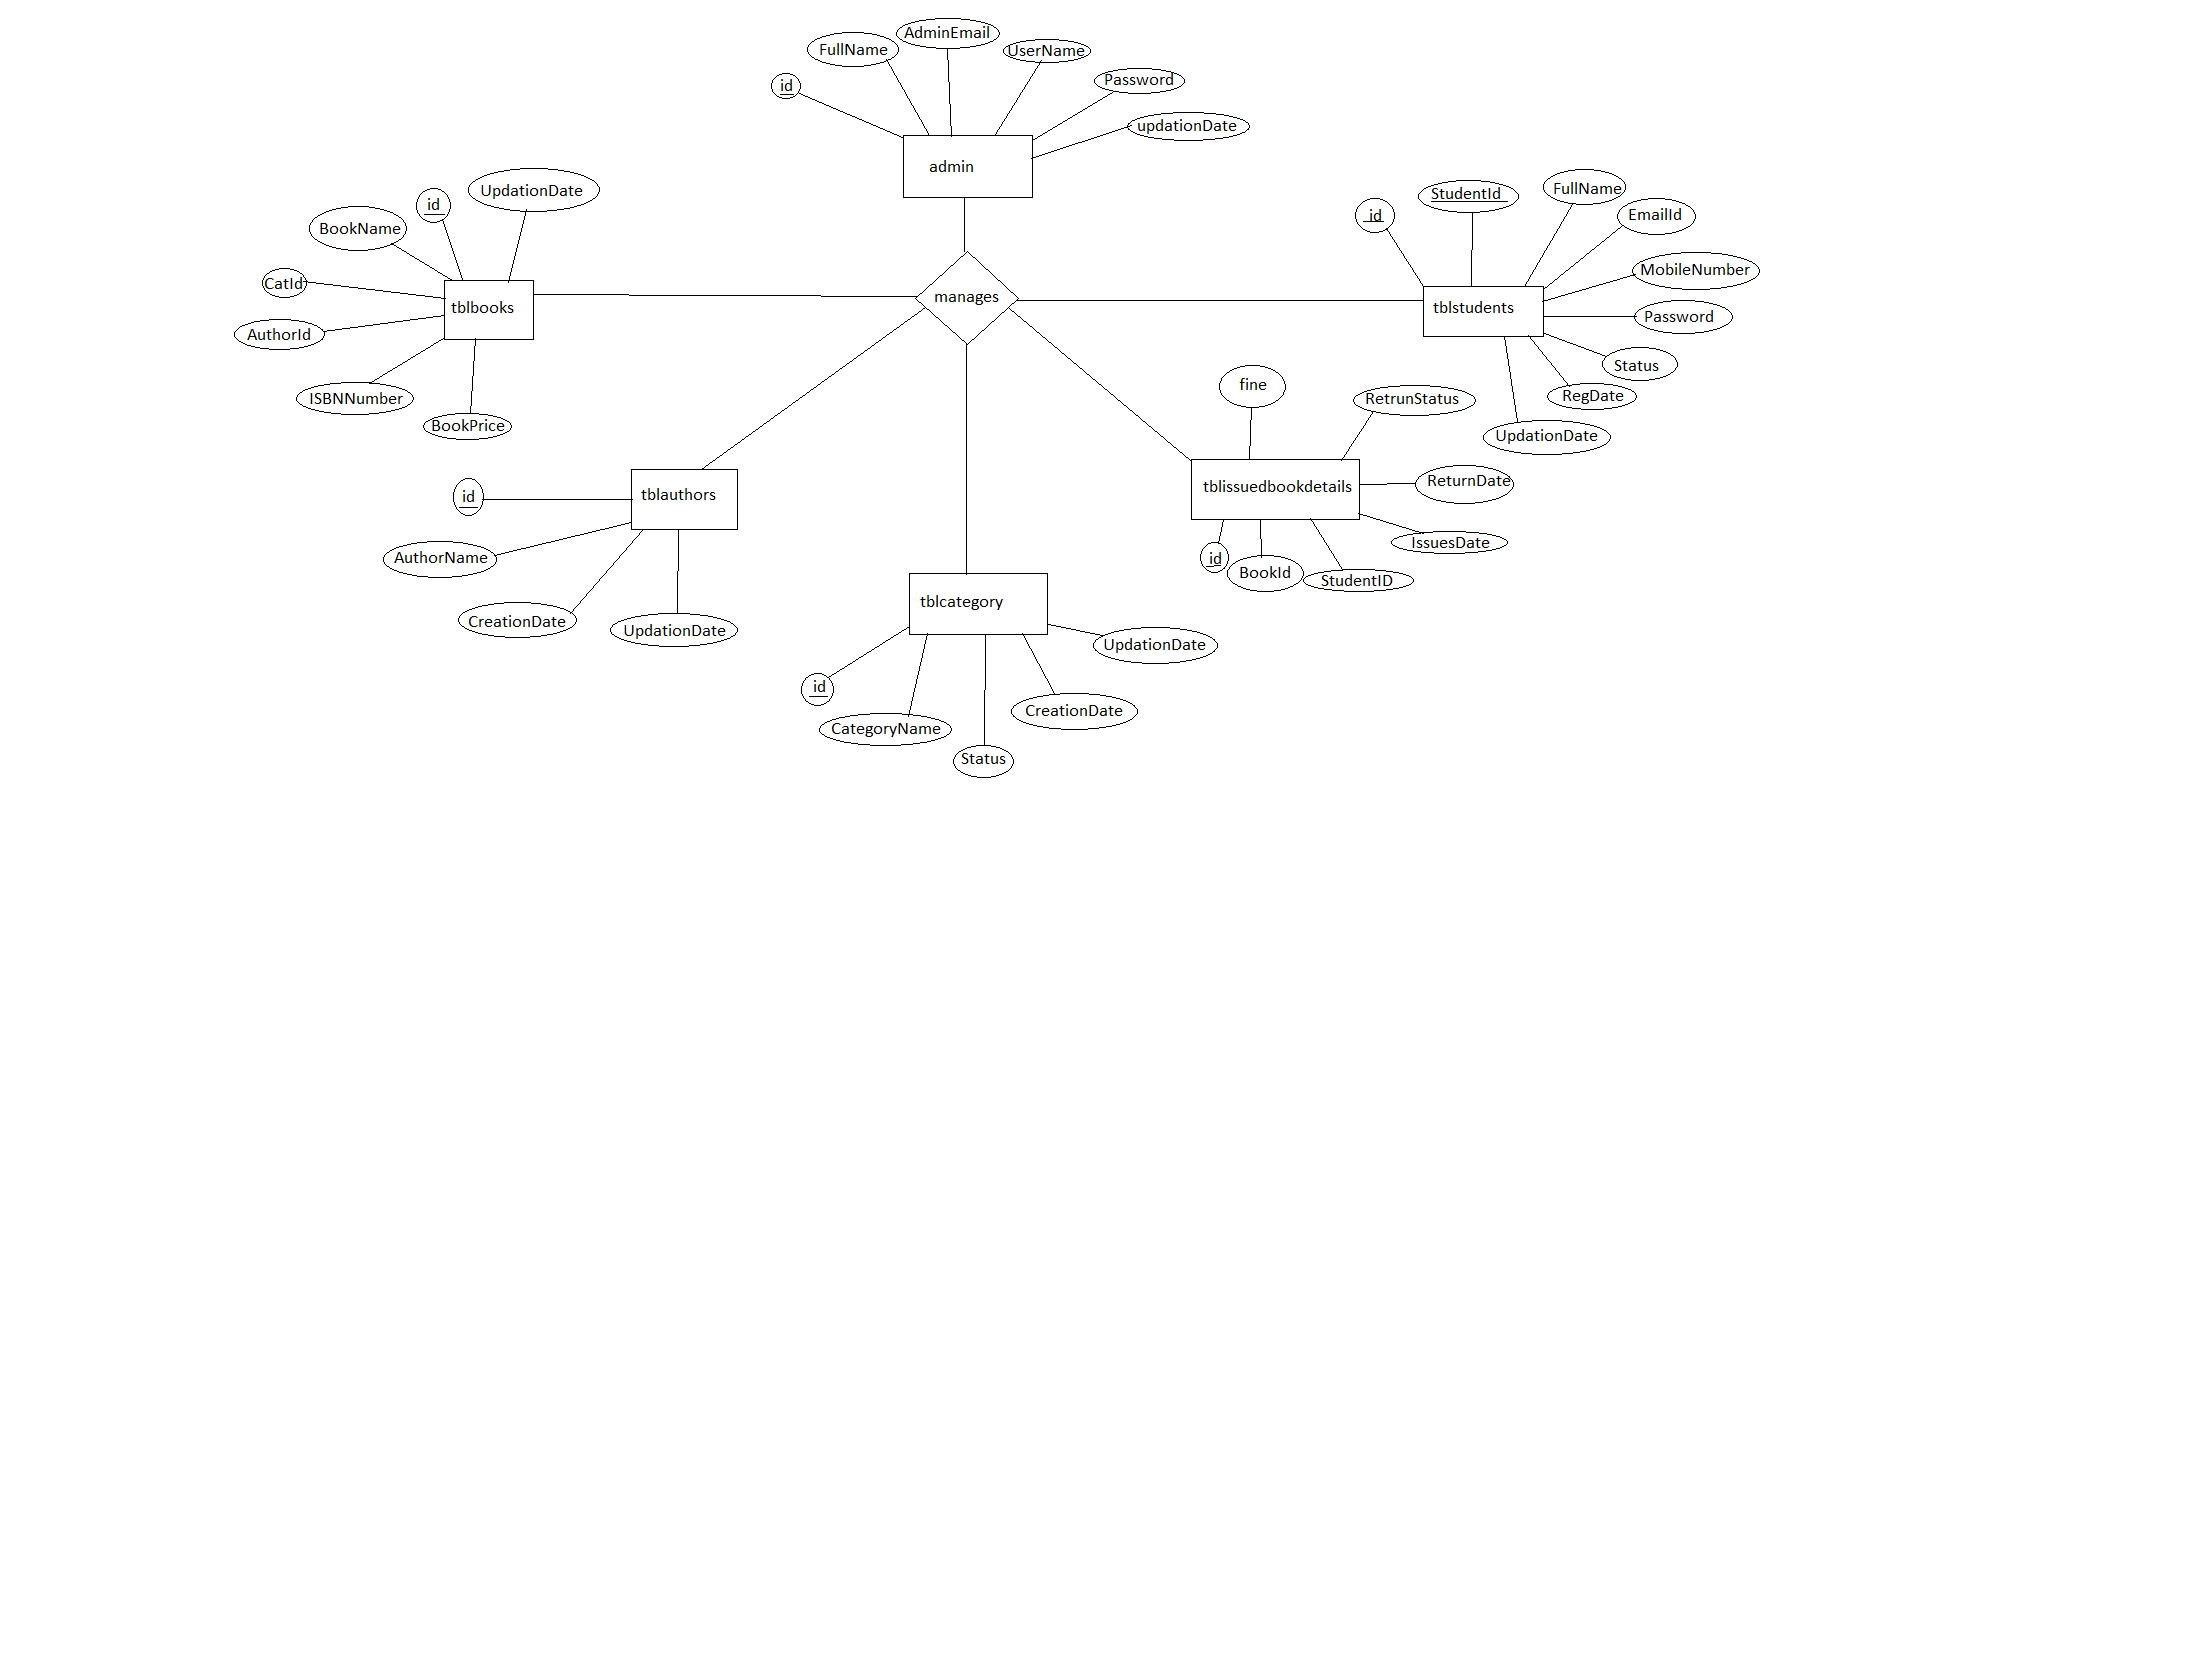 AdminEmail
FullName
UserName
id
Password
updationDate
admin
UpdationDate
id
BookName
CatId
tblbooks
AuthorId
ISBNNumber
BookPrice
manages
id
StudentId
FullName
EmailId
MobileNumber
tblstudents
Password
Status
RegDate
UpdationDate
fine
RetrunStatus
tblissuedbookdetails
ReturnDate
IssuesDate
id
BookId
StudentID
tblauthors
id
AuthorName
CreationDate
UpdationDate
tblcategory
UpdationDate
id
CreationDate
CategoryName
Status